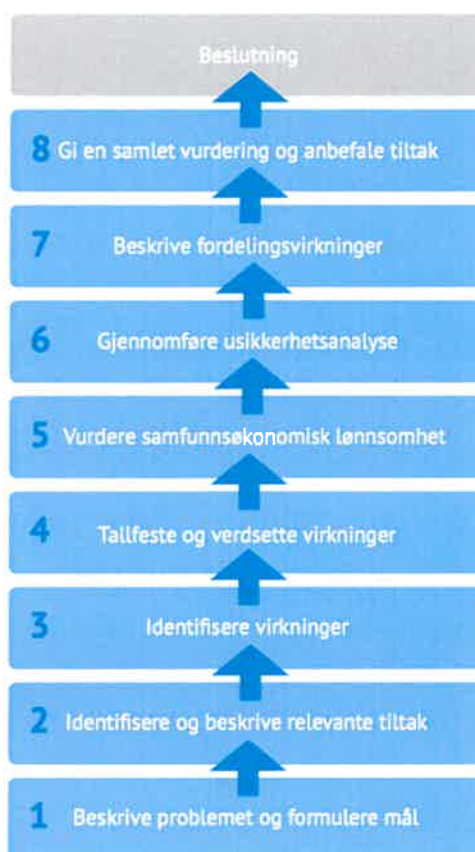 Beslutning
8 Gi en samlet vurdering og anbefale tiltak
7 Beskrive fordelingsvirkninger
6 Gjennomføre usikkerhetsanalyse
5 Vurdere samfunnsøkonomisk lønnsomhet
4 Tallfeste og verdsette virkninger
3 Identifisere virkninger
2 Identifisere og beskrive relevante tiltak
1 Beskrive problemet og formulere mål